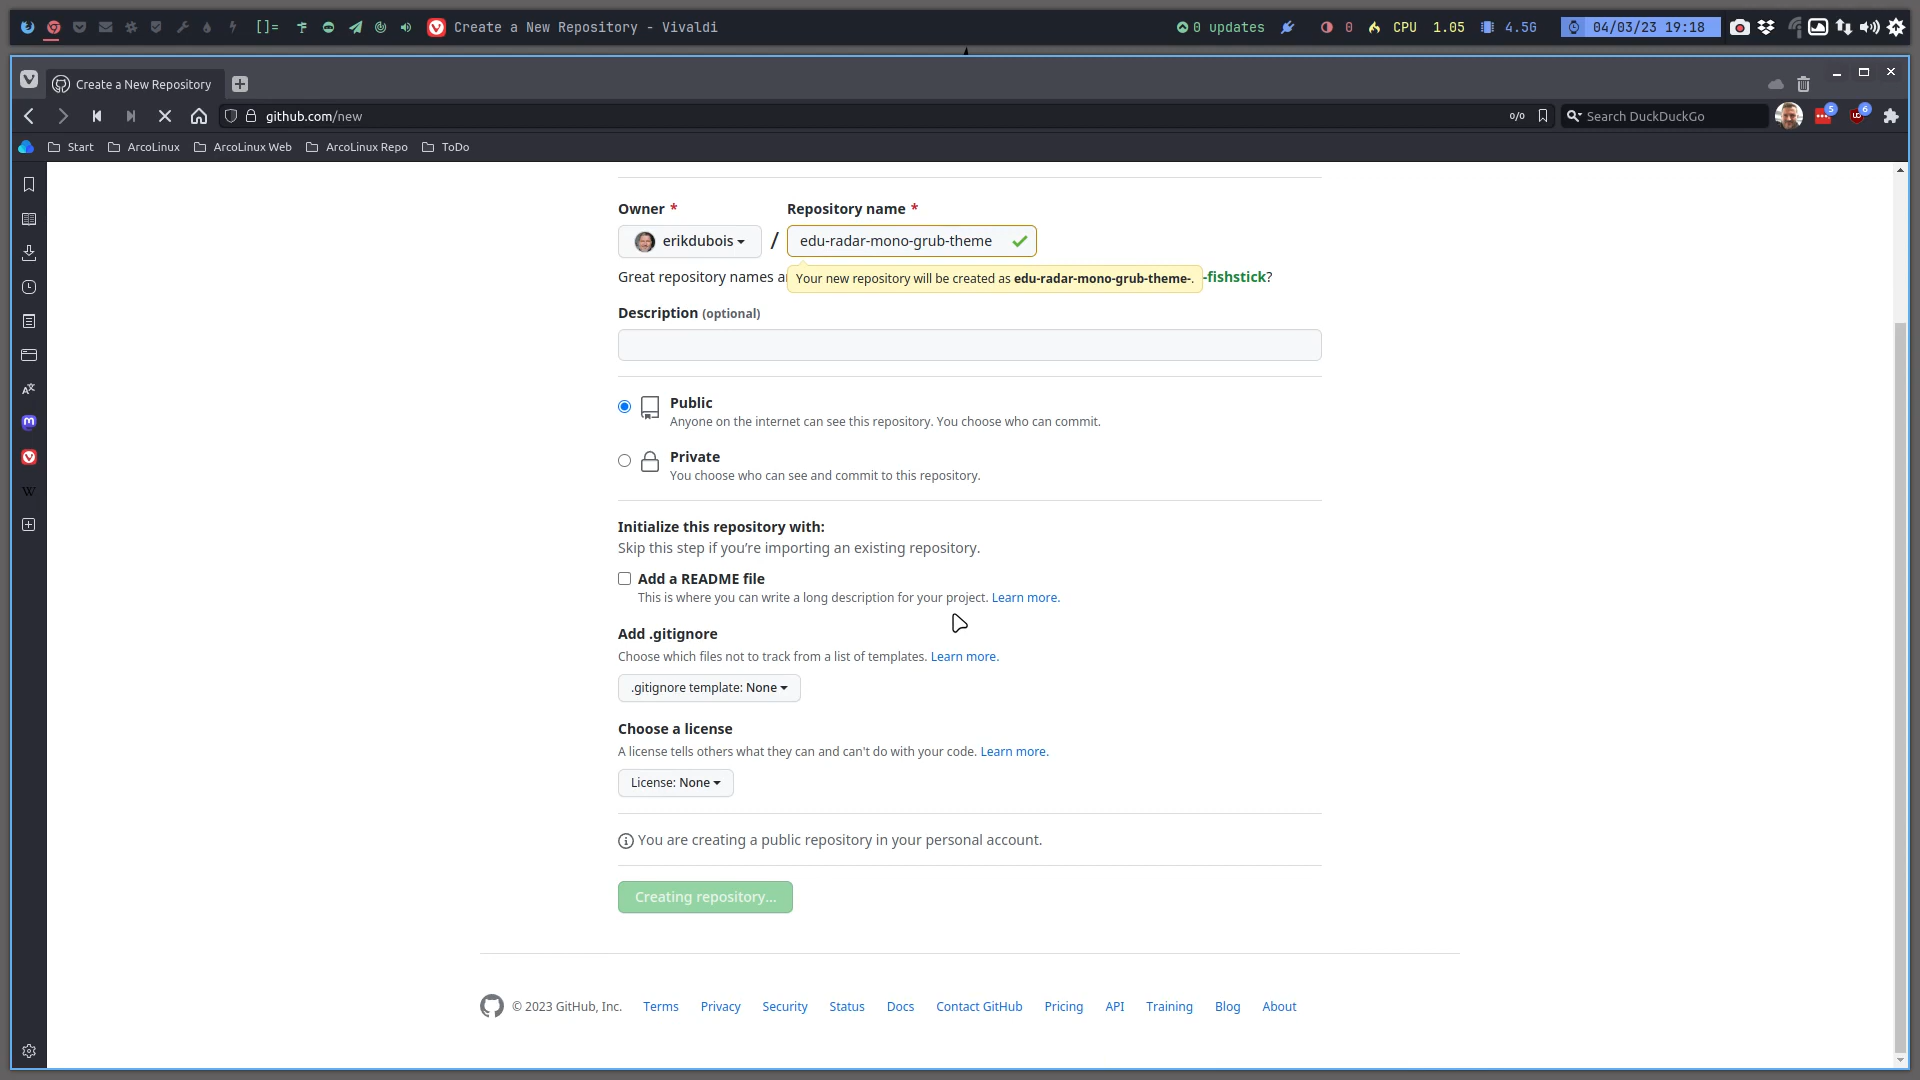 []= Create a New Repository - Vivaldi 0 updates 0 CPU 1.05 4.5G 04/03/23 19:18
Create a New Repository
github.com/new 0/0 Search DuckDuckGo 5 6
Start ArcoLinux ArcoLinux Web ArcoLinux Repo ToDo
Owner * Repository name *
erikdubois / edu-radar-mono-grub-theme
Great repository names a Your new repository will be created as edu-radar-mono-grub-theme-. -fishstick?
Description (optional)
Public
Anyone on the internet can see this repository. You choose who can commit.
Private
You choose who can see and commit to this repository.
Initialize this repository with:
Skip this step if you’re importing an existing repository.
Add a README file
This is where you can write a long description for your project. Learn more.
Add .gitignore
Choose which files not to track from a list of templates. Learn more.
.gitignore template: None
Choose a license
A license tells others what they can and can't do with your code. Learn more.
License: None
You are creating a public repository in your personal account.
Creating repository...
© 2023 GitHub, Inc. Terms Privacy Security Status Docs Contact GitHub Pricing API Training Blog About